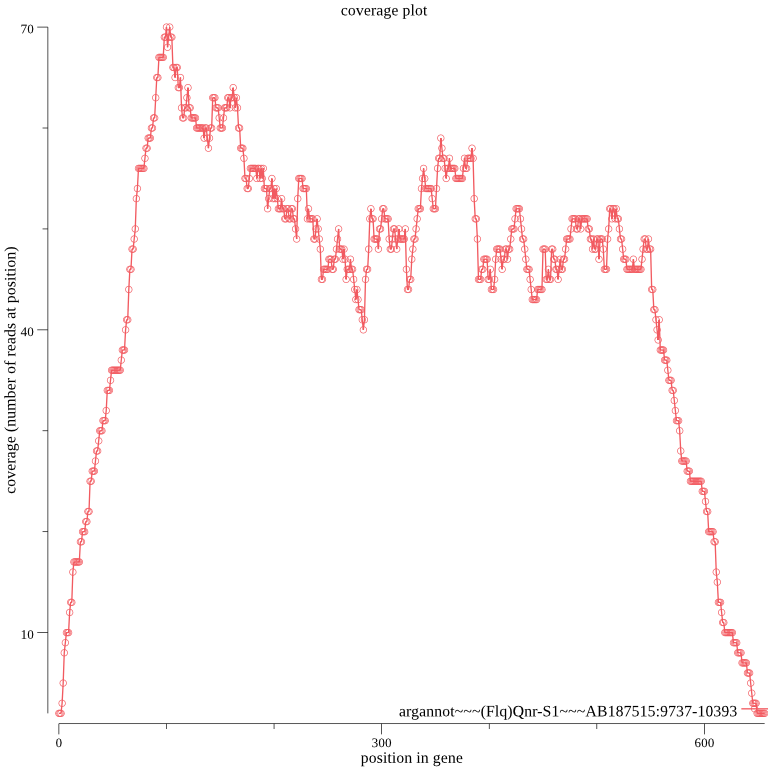 coverage plot
70
40
10
coverage (number of reads at position)
argannot~~~(Flq)Qnr-S1~~~AB187515:9737-10393
0 300 600
position in gene